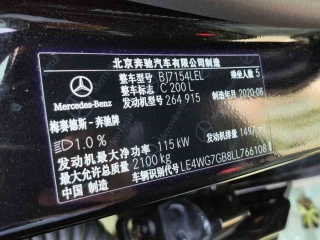 北京奔驰汽车有限公司制造
整车型号 BJ7154LEL 乘坐人数 5
整车型式 C 200 L
发动机型号 264 915 制造年月 2020-08
Mercedes-Benz
梅赛德斯-奔驰牌
1.0%
发动机最大净功率 115 kW 发动机排量 1497 mL
最大允许总质量 2100 kg
中国 制造 车辆识别代号 LE4WG7GB8LL766108